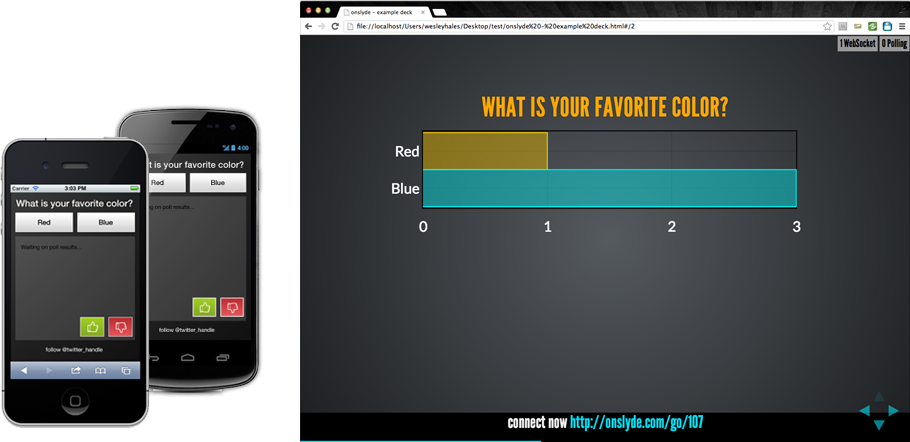 Carrier
3:03 PM
What is your favorite color?
Red
Blue
Waiting on poll results...
follow @twitter_handle
4:00
t is your favorite color?
Red
Blue
ng on poll results...
follow @twitter_handle
onslyde - example deck
file://localhost/Users/wesleyhales/Desktop/test/onslyde%20-%20example%20deck.html#/2
1 WebSocket
0 Polling
WHAT IS YOUR FAVORITE COLOR?
Red
Blue
0 1 2 3
connect now http://onslyde.com/go/107